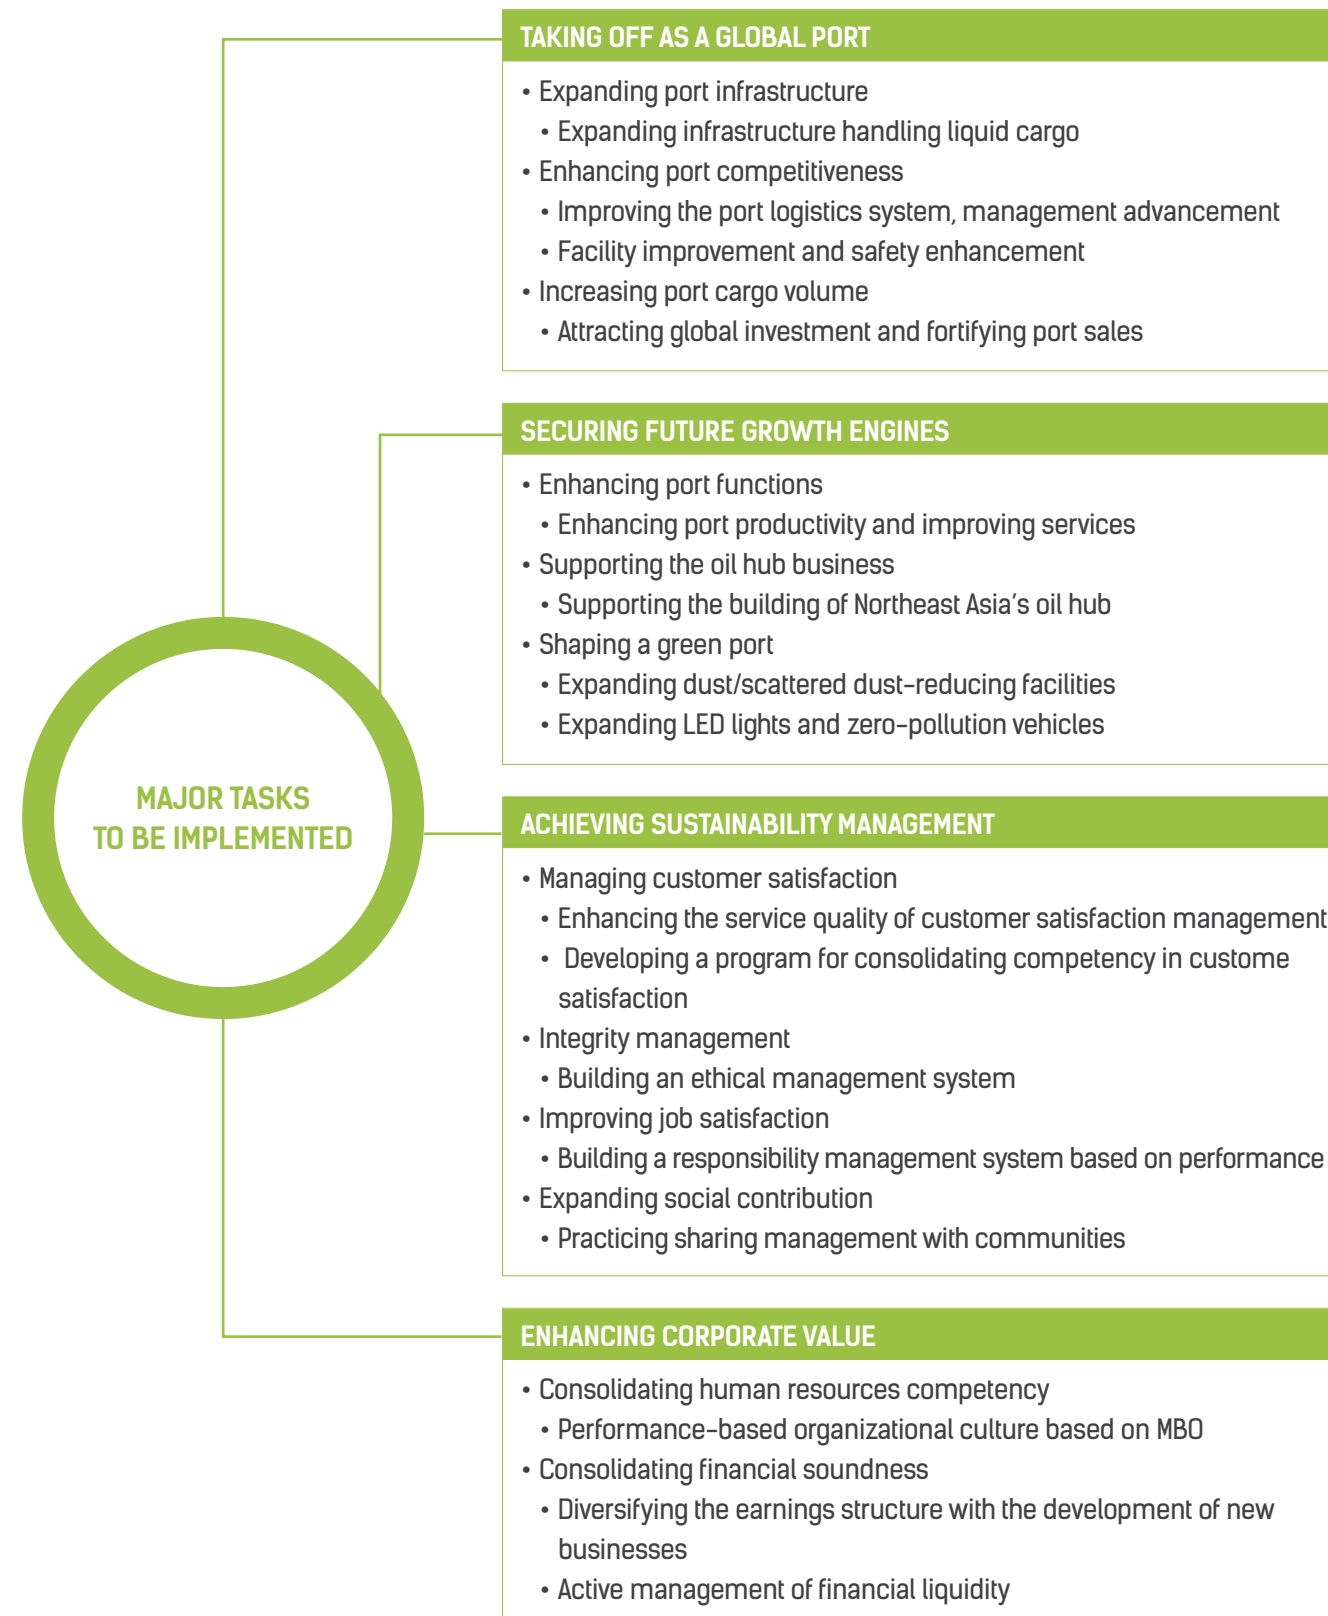 TAKING OFF AS A GLOBAL PORT
• Expanding port infrastructure
• Expanding infrastructure handling liquid cargo
• Enhancing port competitiveness
• Improving the port logistics system, management advancement
• Facility improvement and safety enhancement
• Increasing port cargo volume
• Attracting global investment and fortifying port sales
SECURING FUTURE GROWTH ENGINES
• Enhancing port functions
• Enhancing port productivity and improving services
• Supporting the oil hub business
• Supporting the building of Northeast Asia's oil hub
• Shaping a green port
• Expanding dust/scattered dust-reducing facilities
• Expanding LED lights and zero-pollution vehicles
MAJOR TASKS
TO BE IMPLEMENTED
ACHIEVING SUSTAINABILITY MANAGEMENT
• Managing customer satisfaction
• Enhancing the service quality of customer satisfaction management
• Developing a program for consolidating competency in custome
satisfaction
• Integrity management
• Building an ethical management system
• Improving job satisfaction
• Building a responsibility management system based on performance
• Expanding social contribution
• Practicing sharing management with communities
ENHANCING CORPORATE VALUE
• Consolidating human resources competency
• Performance-based organizational culture based on MBO
• Consolidating financial soundness
• Diversifying the earnings structure with the development of new
businesses
• Active management of financial liquidity